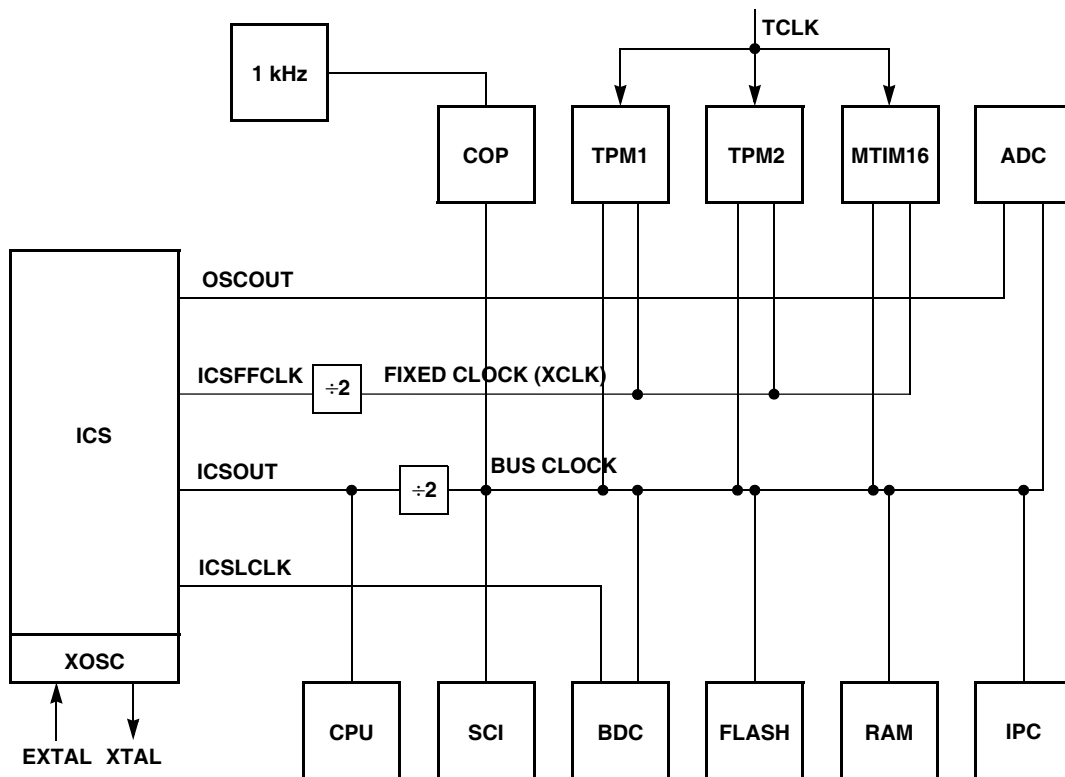 TCLK
1 kHz
COP
TPM1
TPM2
MTIM16
ADC
OSCOUT
ICSFFCLK
÷2
FIXED CLOCK (XCLK)
ICS
ICSOUT
÷2
BUS CLOCK
ICSLCLK
XOSC
EXTAL
XTAL
CPU
SCI
BDC
FLASH
RAM
IPC